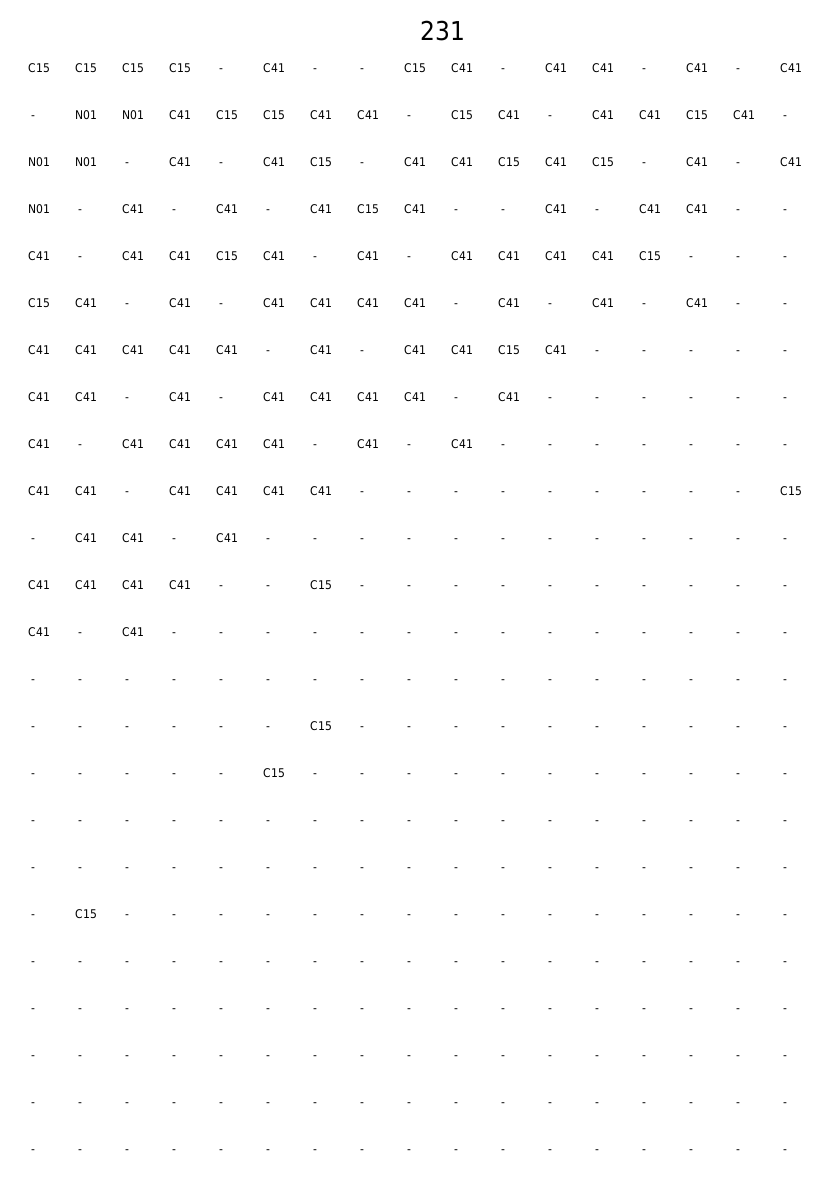 231
C15 C15 C15 C15 - C41 - - C15 C41 - C41 C41 - C41 - C41
- N01 N01 C41 C15 C15 C41 C41 - C15 C41 - C41 C41 C15 C41 -
N01 N01 - C41 - C41 C15 - C41 C41 C15 C41 C15 - C41 - C41
N01 - C41 - C41 - C41 C15 C41 - - C41 - C41 C41 - -
C41 - C41 C41 C15 C41 - C41 - C41 C41 C41 C41 C15 - - -
C15 C41 - C41 - C41 C41 C41 C41 - C41 - C41 - C41 - -
C41 C41 C41 C41 C41 - C41 - C41 C41 C15 C41 - - - - -
C41 C41 - C41 - C41 C41 C41 C41 - C41 - - - - - -
C41 - C41 C41 C41 C41 - C41 - C41 - - - - - - -
C41 C41 - C41 C41 C41 C41 - - - - - - - - - C15
- C41 C41 - C41 - - - - - - - - - - - -
C41 C41 C41 C41 - - C15 - - - - - - - - - -
C41 - C41 - - - - - - - - - - - - - -
- - - - - - - - - - - - - - - - -
- - - - - - C15 - - - - - - - - - -
- - - - - C15 - - - - - - - - - - -
- - - - - - - - - - - - - - - - -
- - - - - - - - - - - - - - - - -
- C15 - - - - - - - - - - - - - - -
- - - - - - - - - - - - - - - - -
- - - - - - - - - - - - - - - - -
- - - - - - - - - - - - - - - - -
- - - - - - - - - - - - - - - - -
- - - - - - - - - - - - - - - - -